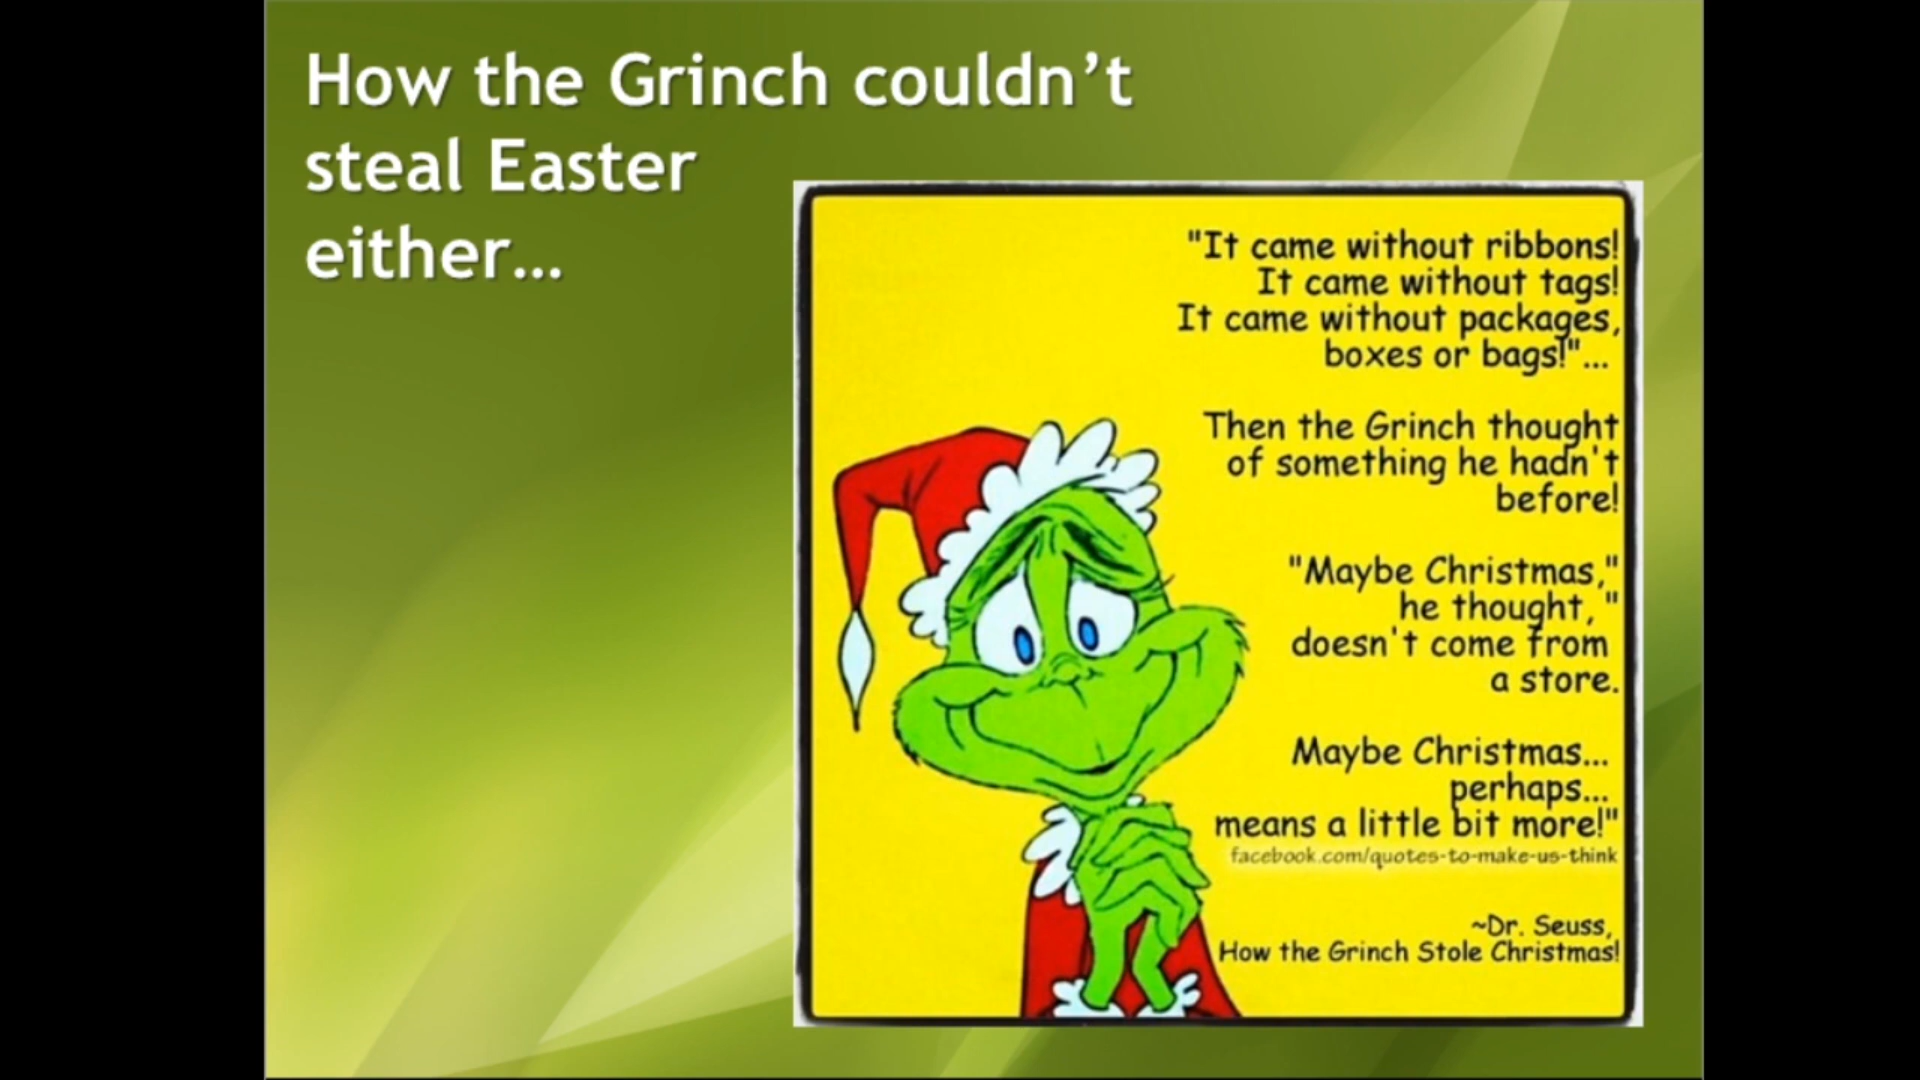 How the Grinch couldn’t
steal Easter
either…
"It came without ribbons!
It came without tags!
It came without packages,
boxes or bags!"...
Then the Grinch thought
of something he hadn't
before!
"Maybe Christmas,"
he thought, "
doesn't come from
a store.
Maybe Christmas...
perhaps...
means a little bit more!"
facebook.com/quotes-to-make-us-think
~Dr. Seuss,
How the Grinch Stole Christmas!